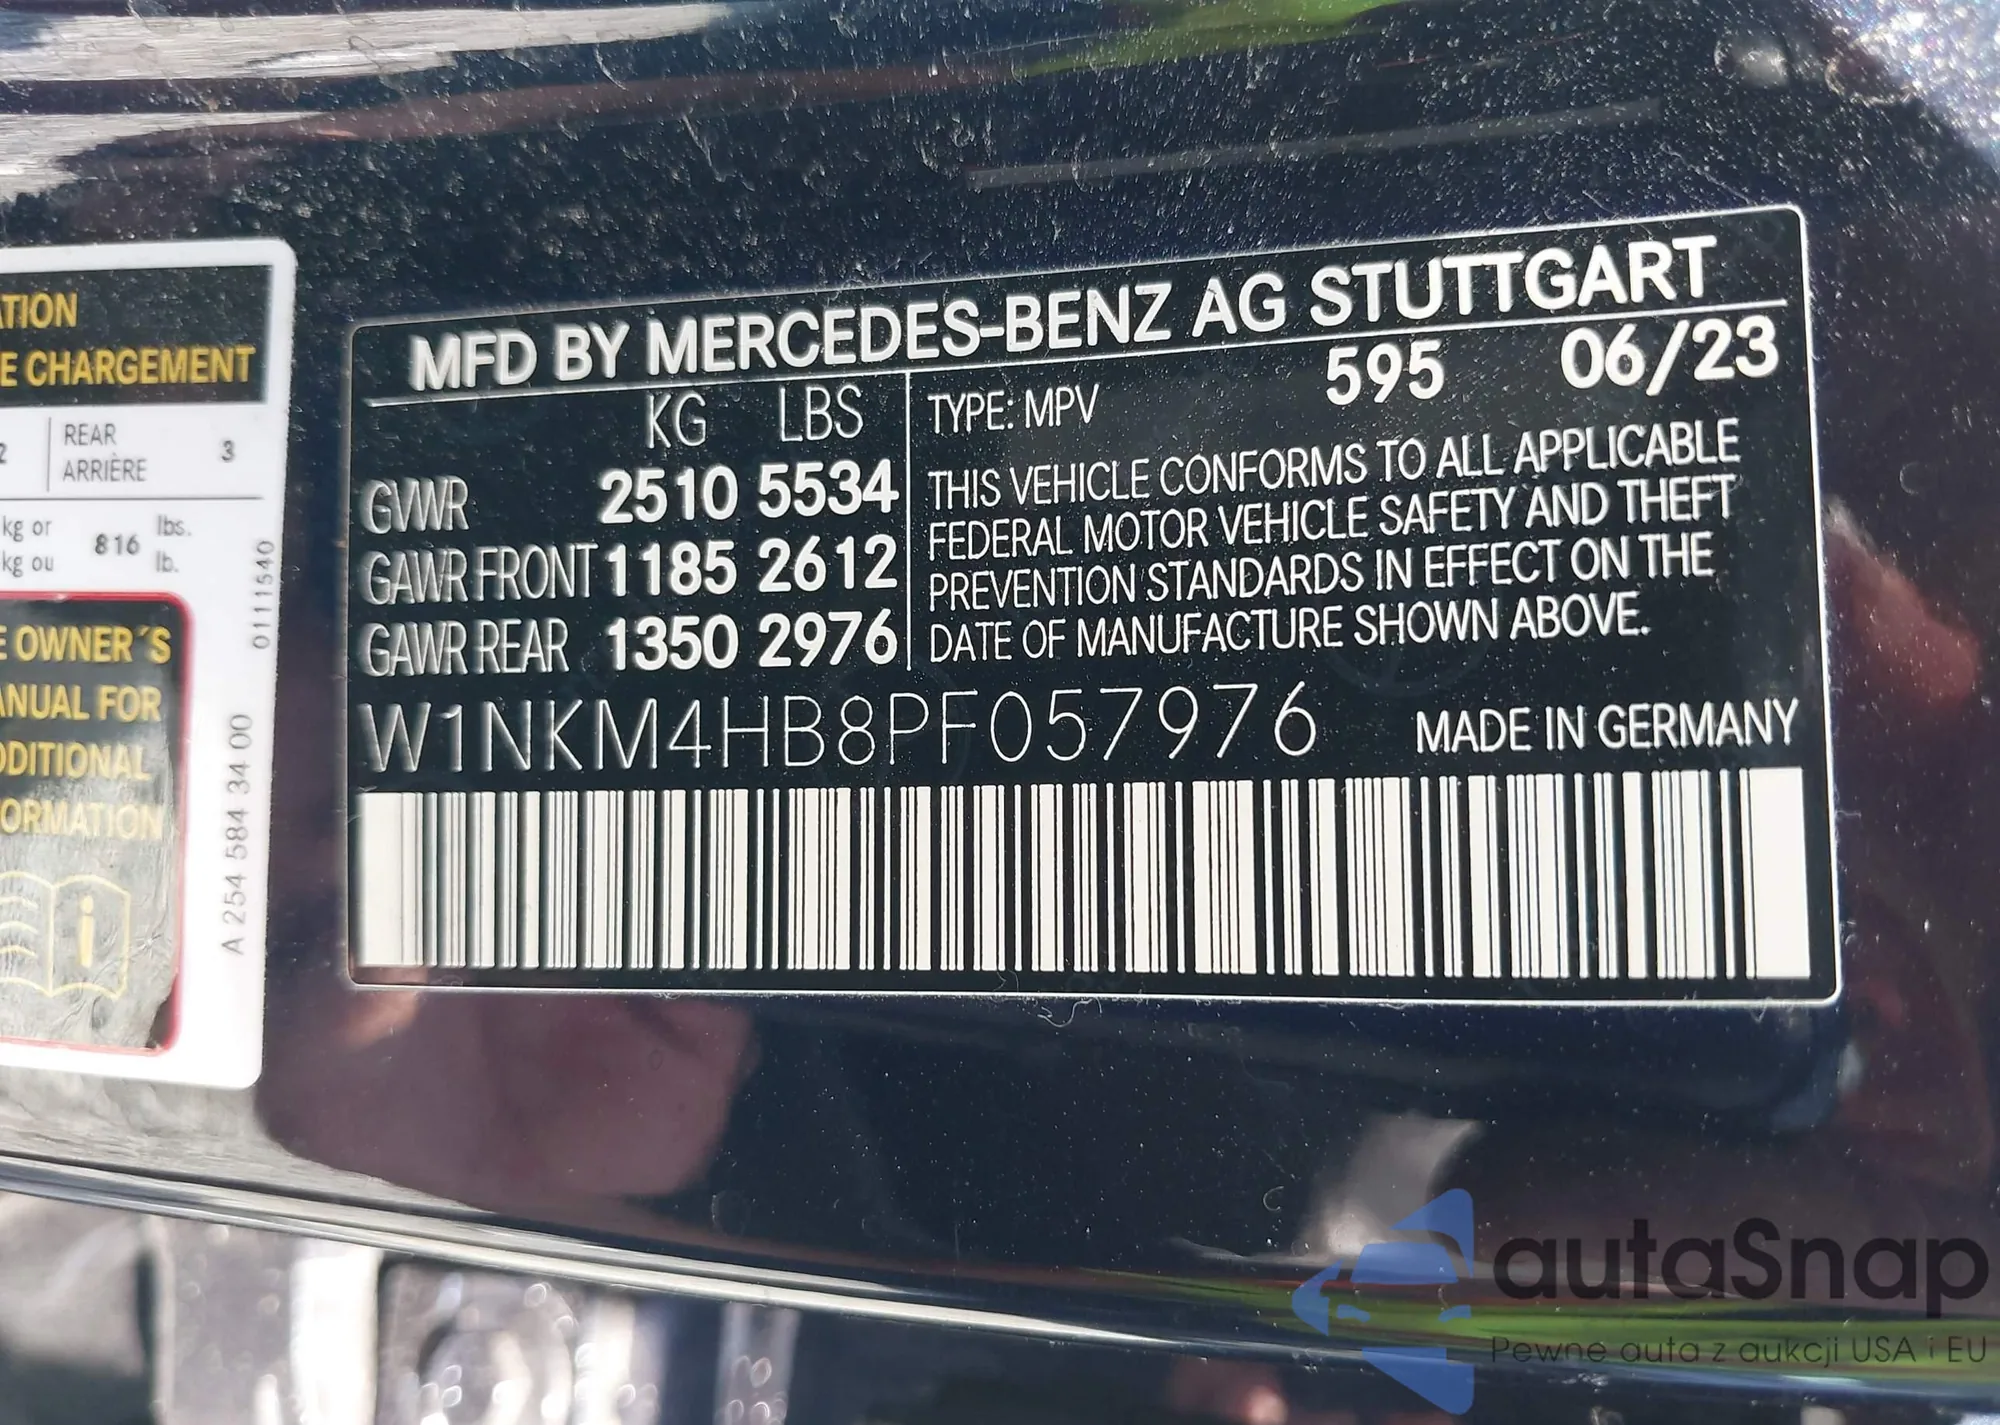 ATION
E CHARGEMENT
2
REAR
ARRIÈRE
3
kg or
kg ou
816
lbs.
lb.
E OWNER´S
ANUAL FOR
DDITIONAL
FORMATION
0111540
A 254 584 34 00
MFD BY MERCEDES-BENZ AG STUTTGART
KG LBS
GVWR 2510 5534
GAWR FRONT 1185 2612
GAWR REAR 1350 2976
TYPE: MPV 595 06/23
THIS VEHICLE CONFORMS TO ALL APPLICABLE
FEDERAL MOTOR VEHICLE SAFETY AND THEFT
PREVENTION STANDARDS IN EFFECT ON THE
DATE OF MANUFACTURE SHOWN ABOVE.
W1NKM4HB8PF057976 MADE IN GERMANY
autaSnap
Pewne auta z aukcji USA i EU